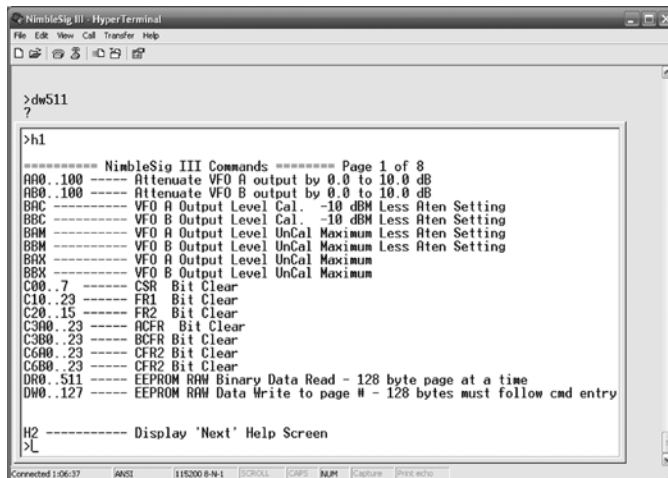 NimbleSig III - HyperTerminal
File Edit View Call Transfer Help
>dw511
?
>h1
========== NimbleSig III Commands ======== Page 1 of 8
AA0..100 ----- Attenuate VFO A output by 0.0 to 10.0 dB
AB0..100 ----- Attenuate VFO B output by 0.0 to 10.0 dB
BAC ---------- VFO A Output Level Cal.  -10 dBM Less Aten Setting
BBC ---------- VFO B Output Level Cal.  -10 dBM Less Aten Setting
BAM ---------- VFO A Output Level UnCal Maximum Less Aten Setting
BBM ---------- VFO B Output Level UnCal Maximum Less Aten Setting
BAX ---------- VFO A Output Level UnCal Maximum
BBX ---------- VFO B Output Level UnCal Maximum
C00..7 ------ CSR  Bit Clear
C10..23 ------ FR1  Bit Clear
C20..15 ------ FR2  Bit Clear
C3A0..23 ----- ACFR  Bit Clear
C3B0..23 ----- BCFR Bit Clear
C6A0..23 ----- CFR2 Bit Clear
C6B0..23 ----- CFR2 Bit Clear
DR0..511 ----- EEPROM RAW Binary Data Read - 128 byte page at a time
DW0..127 ----- EEPROM RAW Data Write to page # - 128 bytes must follow cmd entry
H2 ----------- Display 'Next' Help Screen
>L
Connected 1:06:37 ANSI 115200 8-N-1 SCROLL CAPS NUM Capture Print echo